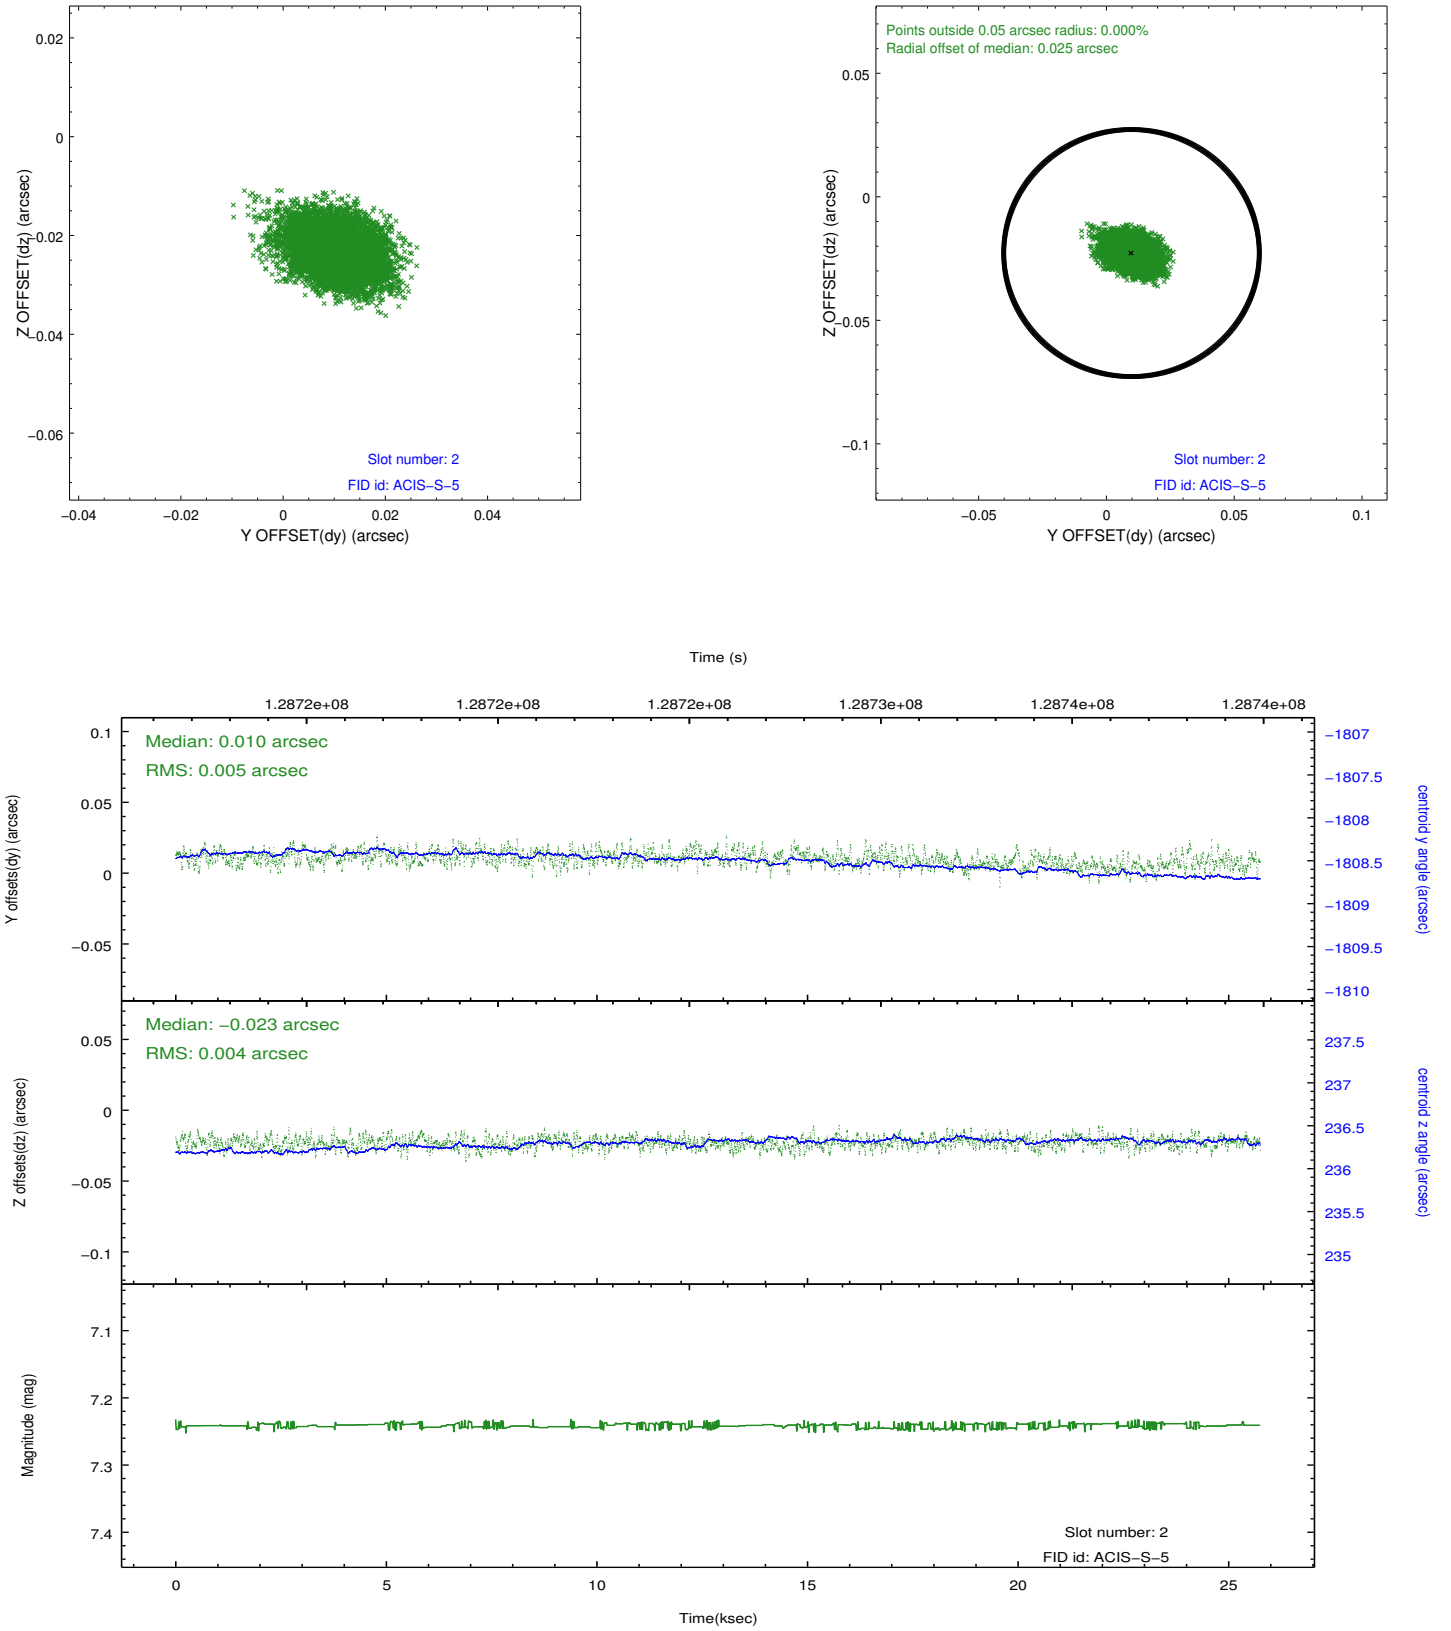 0.02
0
−0.02
−0.04
−0.06
Z OFFSET(dz) (arcsec)
Slot number: 2
FID id: ACIS−S−5
−0.04
−0.02
0
0.02
0.04
Y OFFSET(dy) (arcsec)
Points outside 0.05 arcsec radius: 0.000%
Radial offset of median: 0.025 arcsec
0.05
0
−0.05
−0.1
Z OFFSET(dz) (arcsec)
Slot number: 2
FID id: ACIS−S−5
−0.05
0
0.05
0.1
Y OFFSET(dy) (arcsec)
Time (s)
1.2872e+08
1.2872e+08
1.2872e+08
1.2873e+08
1.2874e+08
1.2874e+08
Median: 0.010 arcsec
RMS: 0.005 arcsec
0.1
0.05
0
−0.05
Y offsets(dy) (arcsec)
−1807
−1807.5
−1808
−1808.5
−1809
−1809.5
−1810
centroid y angle (arcsec)
Median: −0.023 arcsec
RMS: 0.004 arcsec
0.05
0
−0.05
−0.1
Z offsets(dz) (arcsec)
237.5
237
236.5
236
235.5
235
centroid z angle (arcsec)
7.1
7.2
7.3
7.4
Magnitude (mag)
Slot number: 2
FID id: ACIS−S−5
0
5
10
15
20
25
Time(ksec)